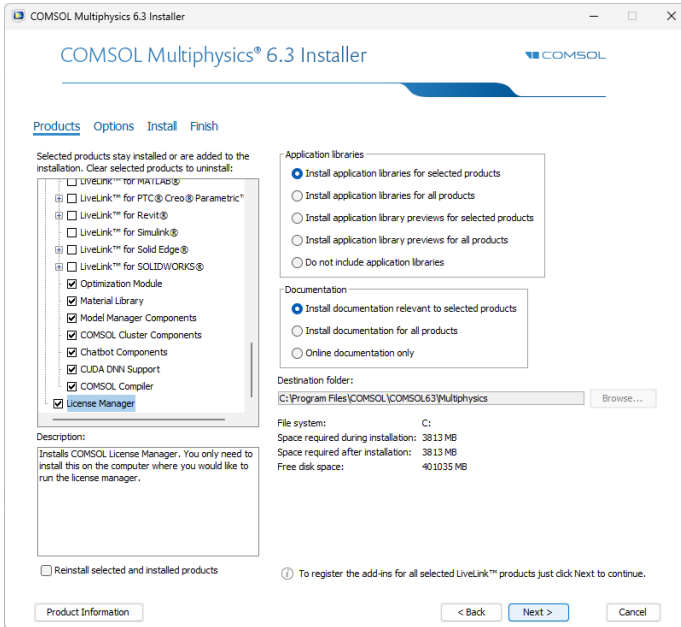 COMSOL Multiphysics 6.3 Installer
COMSOL Multiphysics® 6.3 Installer
COMSOL
Products Options Install Finish
Selected products stay installed or are added to the
installation. Clear selected products to uninstall:
LiveLink™ for MATLAB®
LiveLink™ for PTC® Creo® Parametric™
LiveLink™ for Revit®
LiveLink™ for Simulink®
LiveLink™ for Solid Edge®
LiveLink™ for SOLIDWORKS®
Optimization Module
Material Library
Model Manager Components
COMSOL Cluster Components
Chatbot Components
CUDA DNN Support
COMSOL Compiler
License Manager
Description:
Installs COMSOL License Manager. You only need to
install this on the computer where you would like to
run the license manager.
Reinstall selected and installed products
Application libraries
Install application libraries for selected products
Install application libraries for all products
Install application library previews for selected products
Install application library previews for all products
Do not include application libraries
Documentation
Install documentation relevant to selected products
Install documentation for all products
Online documentation only
Destination folder:
C:\Program Files\COMSOL\COMSOL63\Multiphysics
Browse...
File system: C:
Space required during installation: 3813 MB
Space required after installation: 3813 MB
Free disk space: 401035 MB
To register the add-ins for all selected LiveLink™ products just click Next to continue.
Product Information
< Back
Next >
Cancel